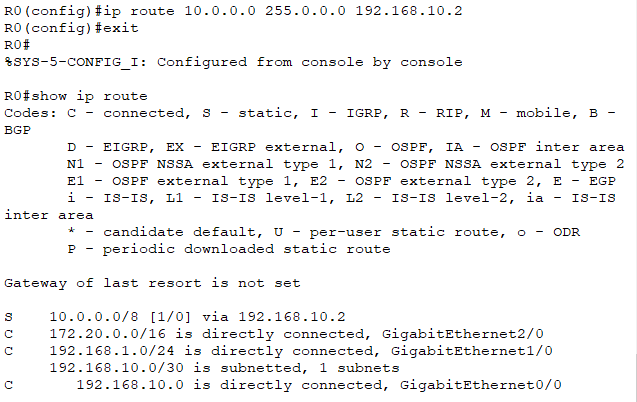 R0(config)#ip route 10.0.0.0 255.0.0.0 192.168.10.2
R0(config)#exit
R0#
%SYS-5-CONFIG_I: Configured from console by console
R0#show ip route
Codes: C - connected, S - static, I - IGRP, R - RIP, M - mobile, B -
BGP
D - EIGRP, EX - EIGRP external, O - OSPF, IA - OSPF inter area
N1 - OSPF NSSA external type 1, N2 - OSPF NSSA external type 2
E1 - OSPF external type 1, E2 - OSPF external type 2, E - EGP
i - IS-IS, L1 - IS-IS level-1, L2 - IS-IS level-2, ia - IS-IS
inter area
* - candidate default, U - per-user static route, o - ODR
P - periodic downloaded static route
Gateway of last resort is not set
S 10.0.0.0/8 [1/0] via 192.168.10.2
C 172.20.0.0/16 is directly connected, GigabitEthernet2/0
C 192.168.1.0/24 is directly connected, GigabitEthernet1/0
192.168.10.0/30 is subnetted, 1 subnets
C 192.168.10.0 is directly connected, GigabitEthernet0/0